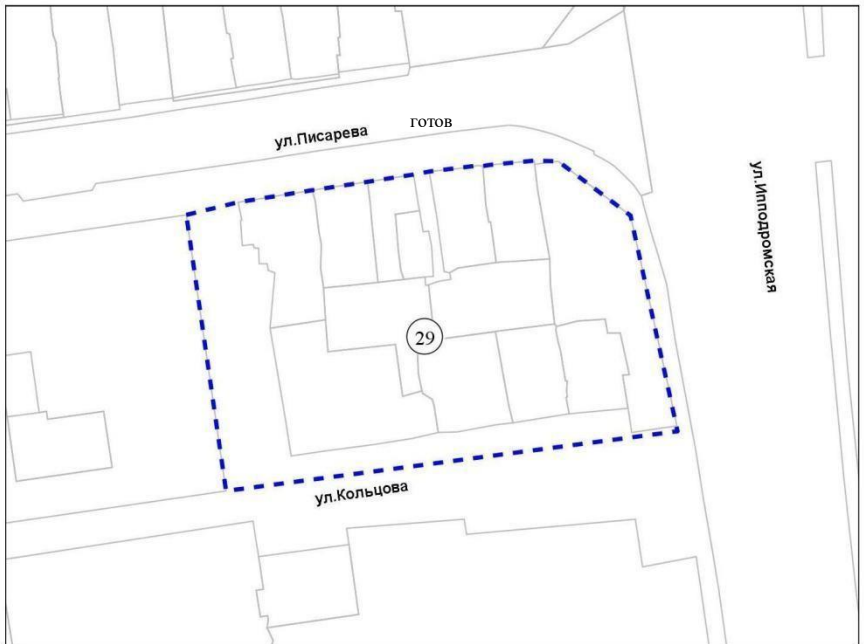 готов
ул.Писарева
ул.Ипподромская
29
ул.Кольцова